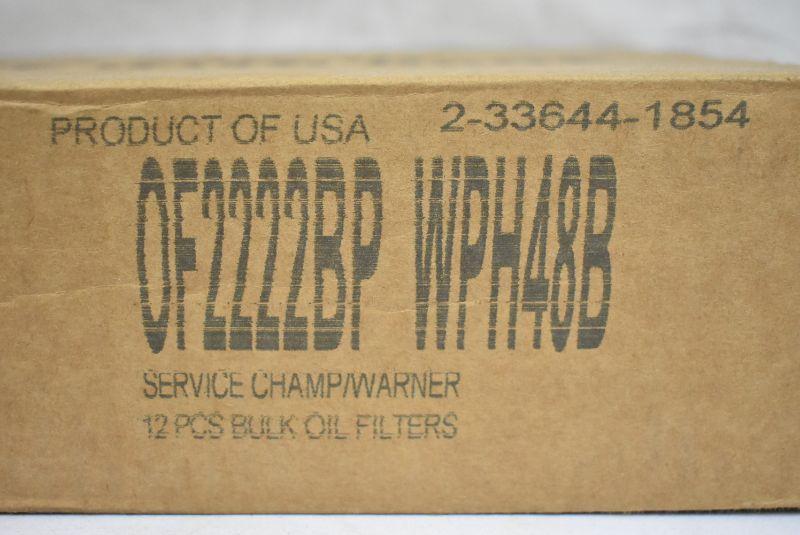 PRODUCT OF USA 2-33644-1854
OF2222BP WPH48B
SERVICE CHAMP/WARNER
12 PCS BULK OIL FILTERS